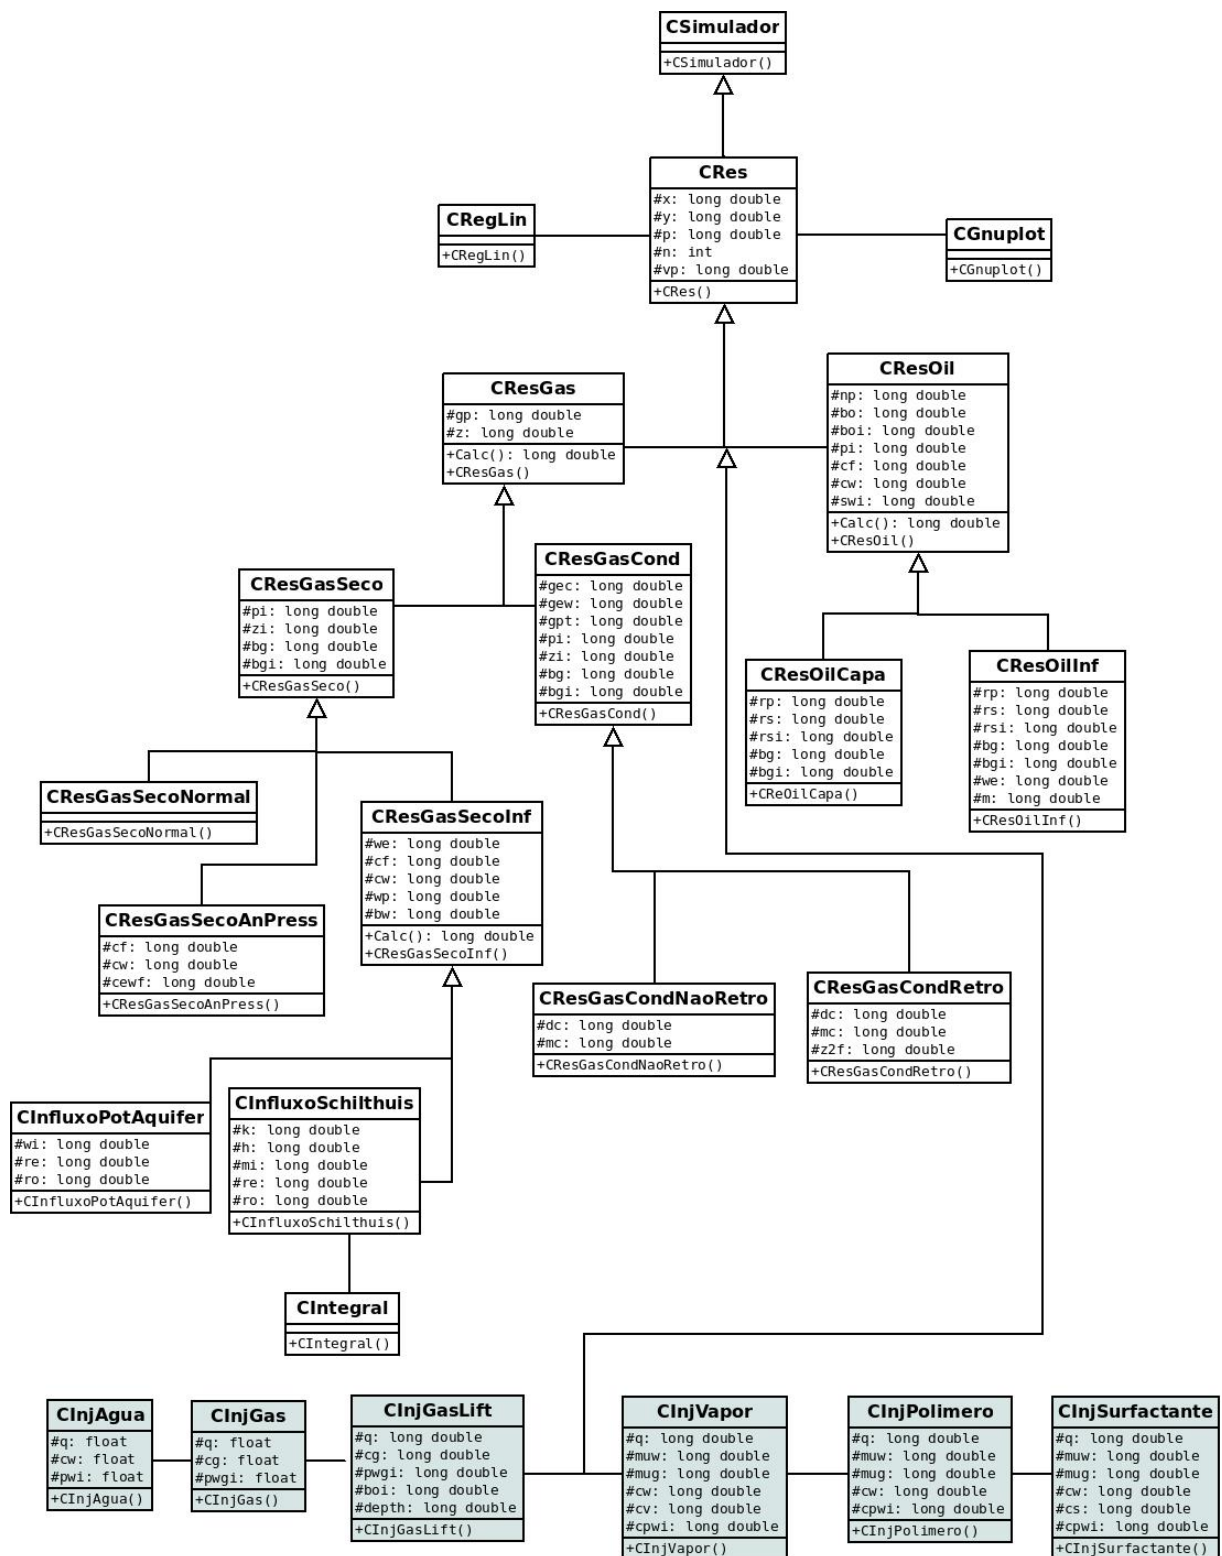 CSimulador
+CSimulador()
CRes
#x: long double
#y: long double
#p: long double
#n: int
#vp: long double
+CRes()
CRegLin
+CRegLin()
CGnuplot
+CGnuplot()
CResGas
#gp: long double
#z: long double
+Calc(): long double
+CResGas()
CResOil
#np: long double
#bo: long double
#boi: long double
#pi: long double
#cf: long double
#cw: long double
#swi: long double
+Calc(): long double
+CResOil()
CResGasSeco
#pi: long double
#zi: long double
#bg: long double
#bgi: long double
+CResGasSeco()
CResGasCond
#gec: long double
#gew: long double
#gpt: long double
#pi: long double
#zi: long double
#bg: long double
#bgi: long double
+CResGasCond()
CResOilCapa
#rp: long double
#rs: long double
#rsi: long double
#bg: long double
#bgi: long double
+CReOilCapa()
CResOilInf
#rp: long double
#rs: long double
#rsi: long double
#bg: long double
#bgi: long double
#we: long double
#m: long double
+CResOilInf()
CResGasSecoNormal
+CResGasSecoNormal()
CResGasSecoInf
#we: long double
#cf: long double
#cw: long double
#wp: long double
#bw: long double
+Calc(): long double
+CResGasSecoInf()
CResGasSecoAnPress
#cf: long double
#cw: long double
#cewf: long double
+CResGasSecoAnPress()
CResGasCondNaoRetro
#dc: long double
#mc: long double
+CResGasCondNaoRetro()
CResGasCondRetro
#dc: long double
#mc: long double
#z2f: long double
+CResGasCondRetro()
CInfluxoPotAquifer
#wi: long double
#re: long double
#ro: long double
+CInfluxoPotAquifer()
CInfluxoSchilthuis
#k: long double
#h: long double
#mi: long double
#re: long double
#ro: long double
+CInfluxoSchilthuis()
CIntegral
+CIntegral()
CInjAgua
#q: float
#cw: float
#pwi: float
+CInjAgua()
CInjGas
#q: float
#cg: float
#pwgi: float
+CInjGas()
CInjGasLift
#q: long double
#cg: long double
#pwgi: long double
#boi: long double
#depth: long double
+CInjGasLift()
CInjVapor
#q: long double
#muw: long double
#mug: long double
#cw: long double
#cv: long double
#cpwi: long double
+CInjVapor()
CInjPolimero
#q: long double
#muw: long double
#mug: long double
#cw: long double
#cpwi: long double
+CInjPolimero()
CInjSurfactante
#q: long double
#muw: long double
#mug: long double
#cw: long double
#cs: long double
#cpwi: long double
+CInjSurfactante()